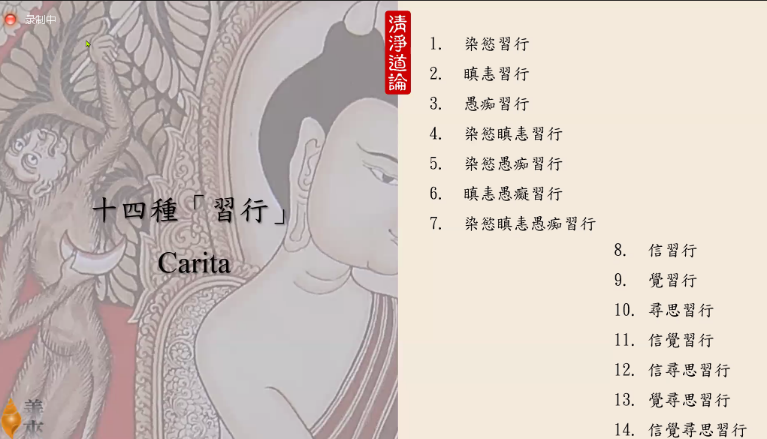 录制中
十四種「習行」
Carita
清淨道論
1. 染慾習行
2. 瞋恚習行
3. 愚痴習行
4. 染慾瞋恚習行
5. 染慾愚痴習行
6. 瞋恚愚癡習行
7. 染慾瞋恚愚痴習行
8. 信習行
9. 覺習行
10. 尋思習行
11. 信覺習行
12. 信尋思習行
13. 覺尋思習行
14. 信覺尋思習行